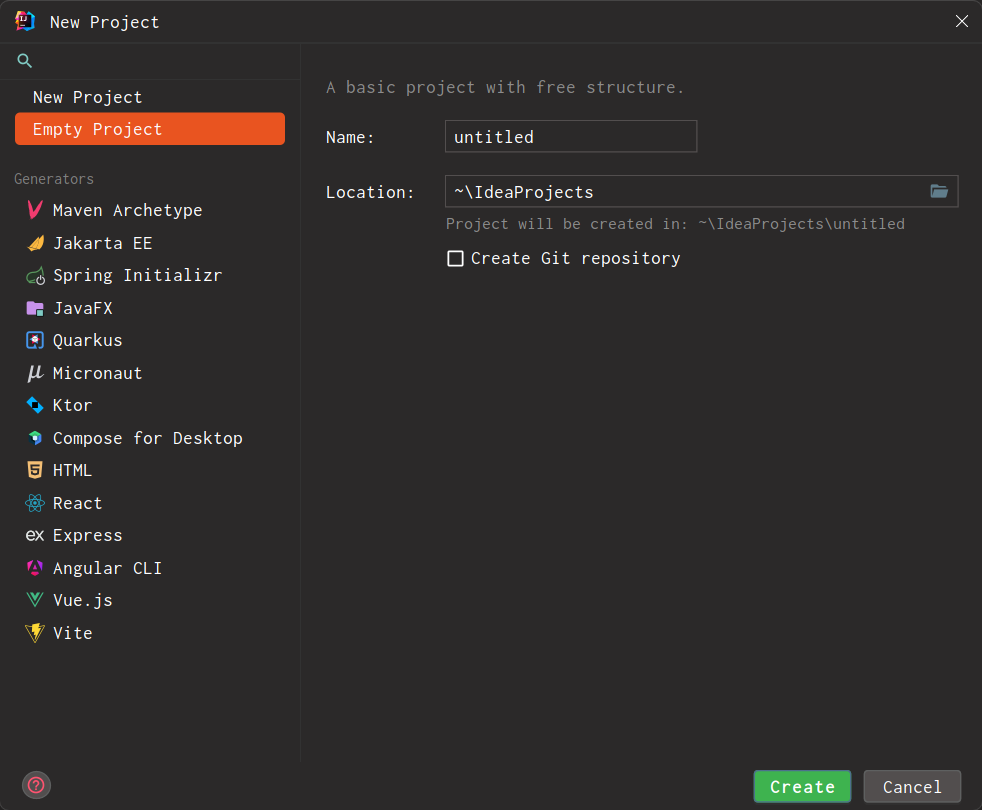 New Project
New Project
Empty Project
Generators
Maven Archetype
Jakarta EE
Spring Initializr
JavaFX
Quarkus
Micronaut
Ktor
Compose for Desktop
HTML
React
ex Express
Angular CLI
Vue.js
Vite
A basic project with free structure.
Name: untitled
Location: ~\IdeaProjects
Project will be created in: ~\IdeaProjects\untitled
Create Git repository
? Create Cancel